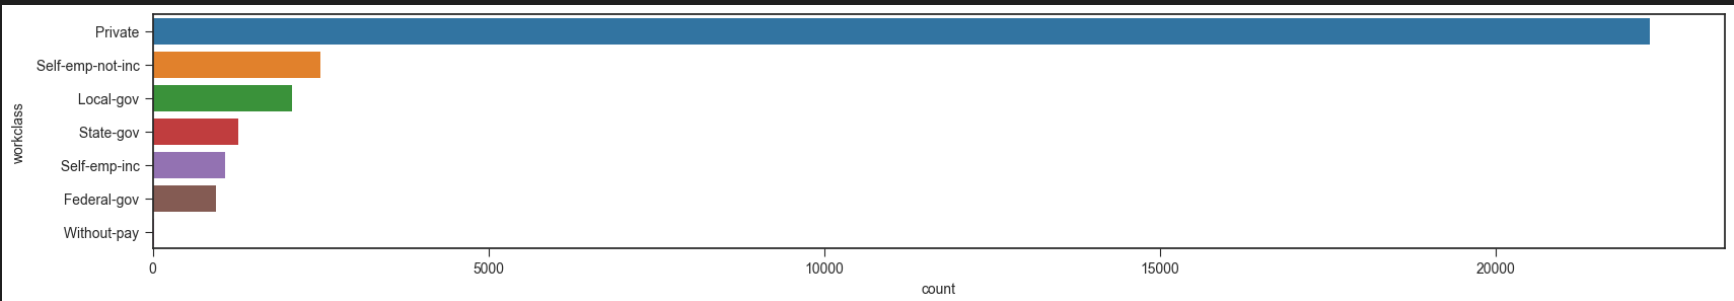 Private
Self-emp-not-inc
Local-gov
State-gov
Self-emp-inc
Federal-gov
Without-pay
workclass
0 5000 10000 15000 20000
count